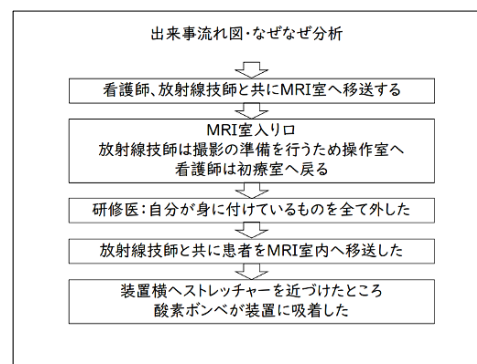 出来事流れ図・なぜなぜ分析
看護師、放射線技師と共にMRI室へ移送する
MRI室入り口
放射線技師は撮影の準備を行うため操作室へ
看護師は初療室へ戻る
研修医：自分が身に付けているものを全て外した
放射線技師と共に患者をMRI室内へ移送した
装置横へストレッチャーを近づけたところ
酸素ボンベが装置に吸着した